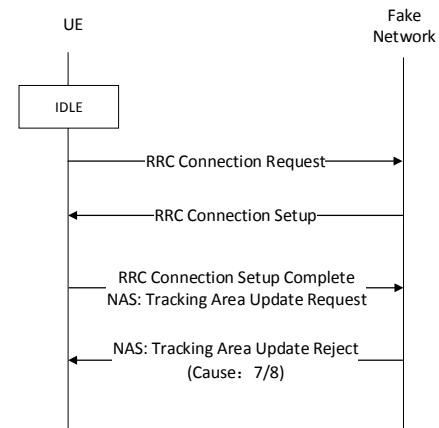 UE
Fake
Network
IDLE
RRC Connection Request
RRC Connection Setup
RRC Connection Setup Complete
NAS: Tracking Area Update Request
NAS: Tracking Area Update Reject
(Cause：7/8)